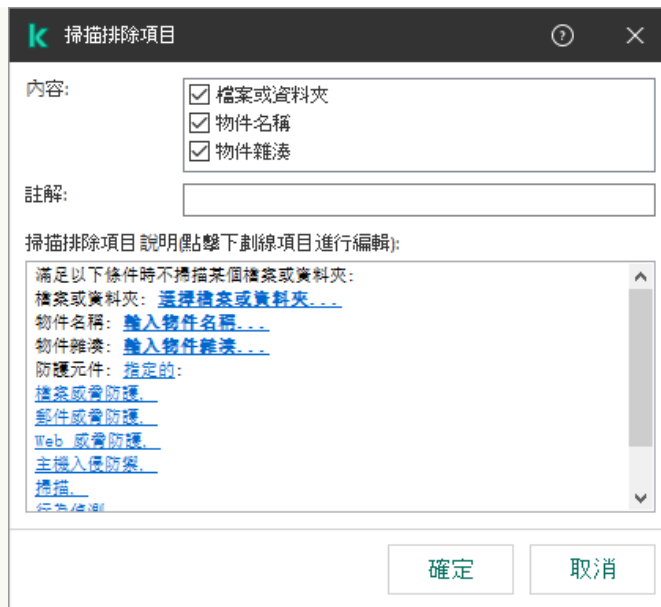 掃描排除項目
內容:
檔案或資料夾
物件名稱
物件雜湊
註解:
掃描排除項目說明(點擊下劃線項目進行編輯):
滿足以下條件時不掃描某個檔案或資料夾:
檔案或資料夾: 選擇檔案或資料夾...
物件名稱: 輸入物件名稱...
物件雜湊: 輸入物件雜湊...
防護元件: 指定的:
檔案威脅防護,
郵件威脅防護,
Web 威脅防護,
主機入侵防禦,
掃描,
行為偵測
確定
取消